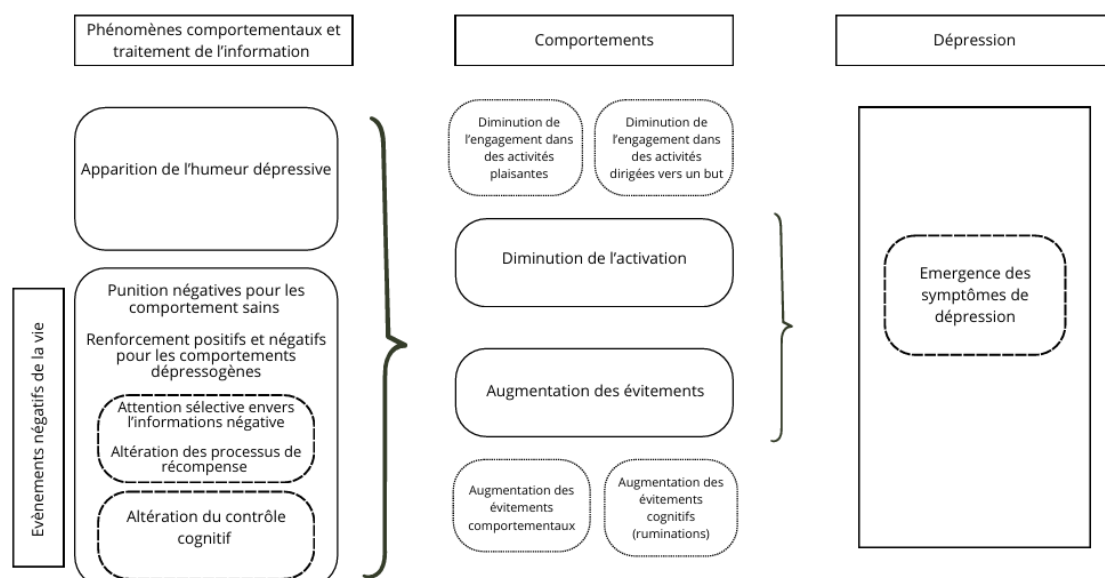 Phénomènes comportementaux et
traitement de l’information
Comportements
Dépression
Apparition de l’humeur dépressive
Evènements négatifs de la vie
Punition négatives pour les
comportement sains
Renforcement positifs et négatifs
pour les comportements
dépressogènes
Attention sélective envers
l’informations négative
Altération des processus de
récompense
Altération du contrôle
cognitif
Diminution de
l’engagement dans
des activités
plaisantes
Diminution de
l’engagement dans
des activités
dirigées vers un but
Diminution de l’activation
Augmentation des évitements
Augmentation des
évitements
comportementaux
Augmentation des
évitements
cognitifs
(ruminations)
Emergence des
symptômes de
dépression